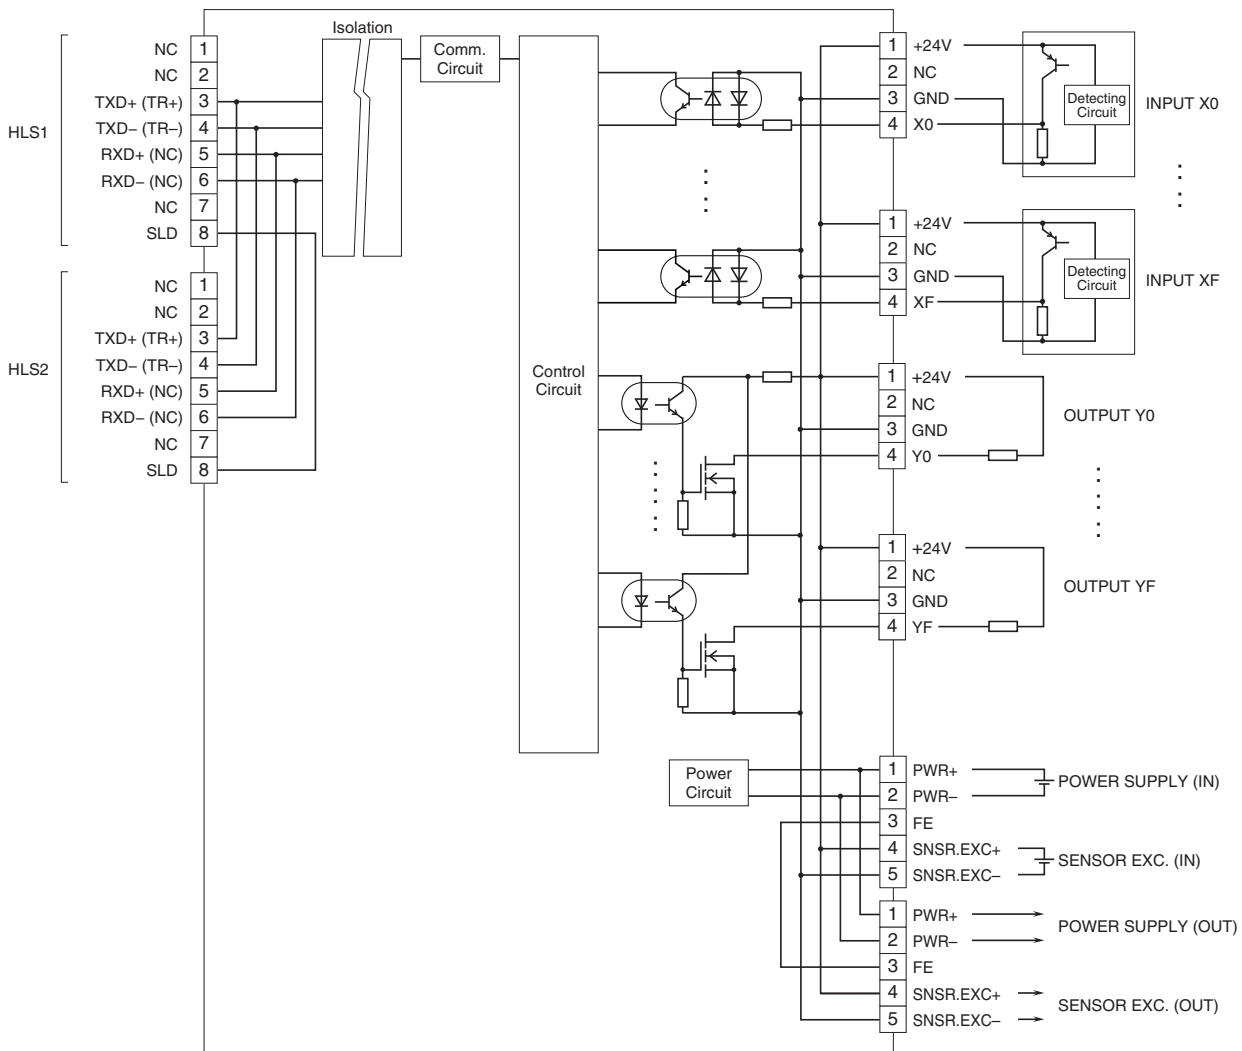 HLS1
NC 1
NC 2
TXD+ (TR+) 3
TXD– (TR–) 4
RXD+ (NC) 5
RXD– (NC) 6
NC 7
SLD 8
HLS2
NC 1
NC 2
TXD+ (TR+) 3
TXD– (TR–) 4
RXD+ (NC) 5
RXD– (NC) 6
NC 7
SLD 8
Isolation
Comm.
Circuit
Control
Circuit
Power
Circuit
1 +24V
2 NC
3 GND
4 X0
Detecting
Circuit
INPUT X0
1 +24V
2 NC
3 GND
4 XF
Detecting
Circuit
INPUT XF
1 +24V
2 NC
3 GND
4 Y0
OUTPUT Y0
1 +24V
2 NC
3 GND
4 YF
OUTPUT YF
1 PWR+
2 PWR–
3 FE
4 SNSR.EXC+
5 SNSR.EXC–
POWER SUPPLY (IN)
SENSOR EXC. (IN)
1 PWR+
2 PWR–
3 FE
4 SNSR.EXC+
5 SNSR.EXC–
POWER SUPPLY (OUT)
SENSOR EXC. (OUT)